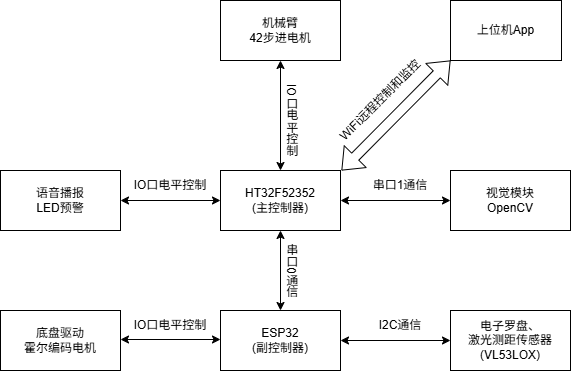 机械臂
42步进电机
上位机App
IO口电平控制
WiFi远程控制和监控
语音播报
LED预警
IO口电平控制
HT32F52352
(主控制器)
串口1通信
视觉模块
OpenCV
串口0通信
底盘驱动
霍尔编码电机
IO口电平控制
ESP32
(副控制器)
I2C通信
电子罗盘、
激光测距传感器
(VL53LOX)